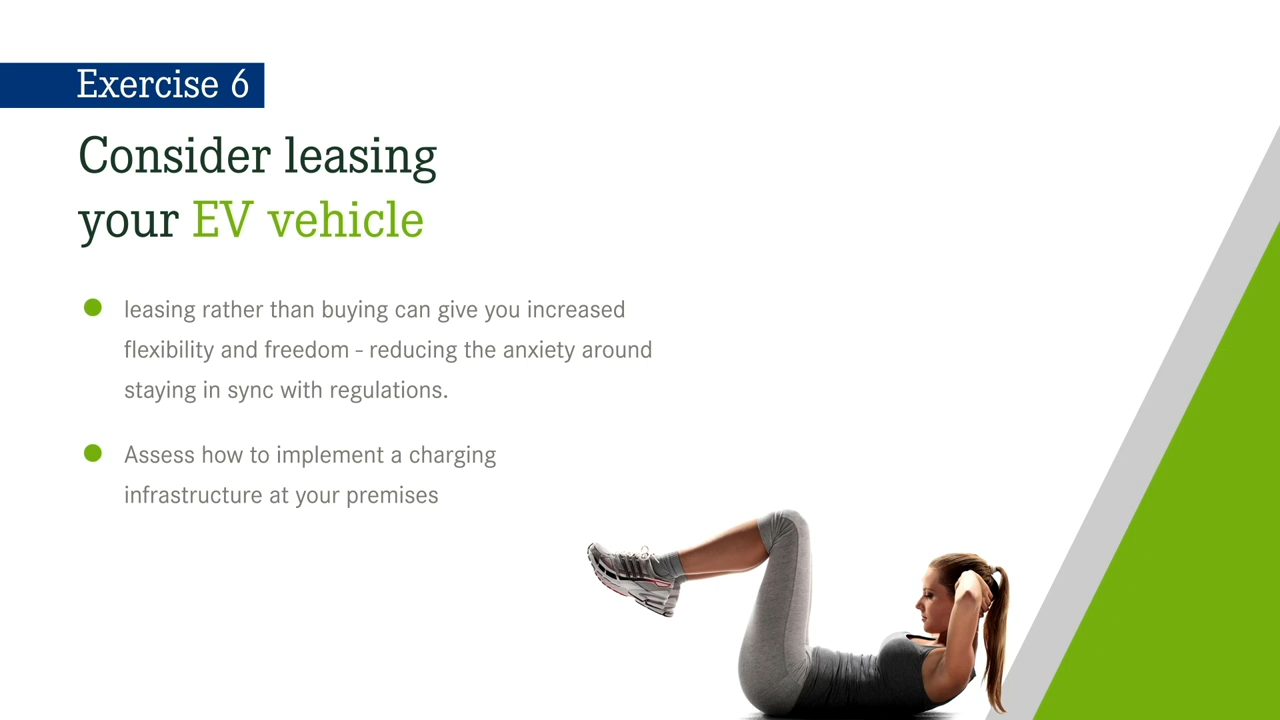 Exercise 6
Consider leasing
your EV vehicle
leasing rather than buying can give you increased
flexibility and freedom - reducing the anxiety around
staying in sync with regulations.
Assess how to implement a charging
infrastructure at your premises